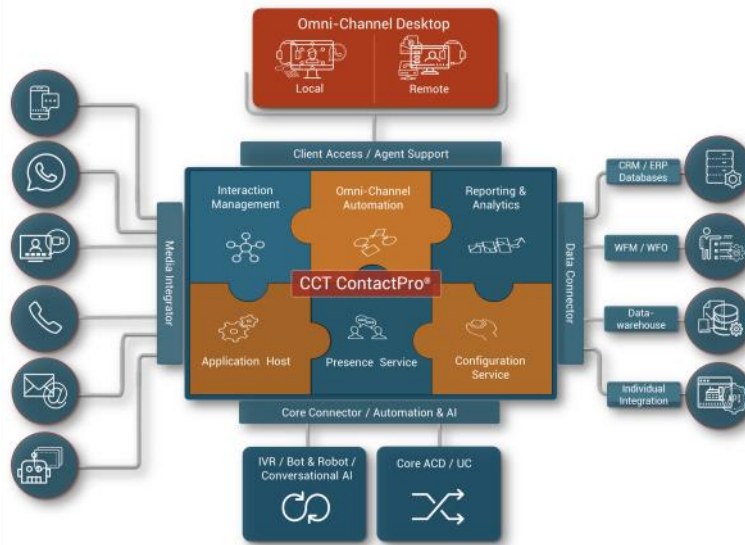 Omni-Channel Desktop
Local
Remote
Client Access / Agent Support
Interaction
Management
Omni-Channel
Automation
Reporting &
Analytics
Media Integrator
CCT ContactPro®
Data Connector
CRM / ERP
Databases
WFM / WFO
Data-
warehouse
Individual
Integration
API
Application Host
Presence Service
Configuration
Service
Core Connector / Automation & AI
IVR / Bot & Robot /
Conversational AI
Core ACD / UC